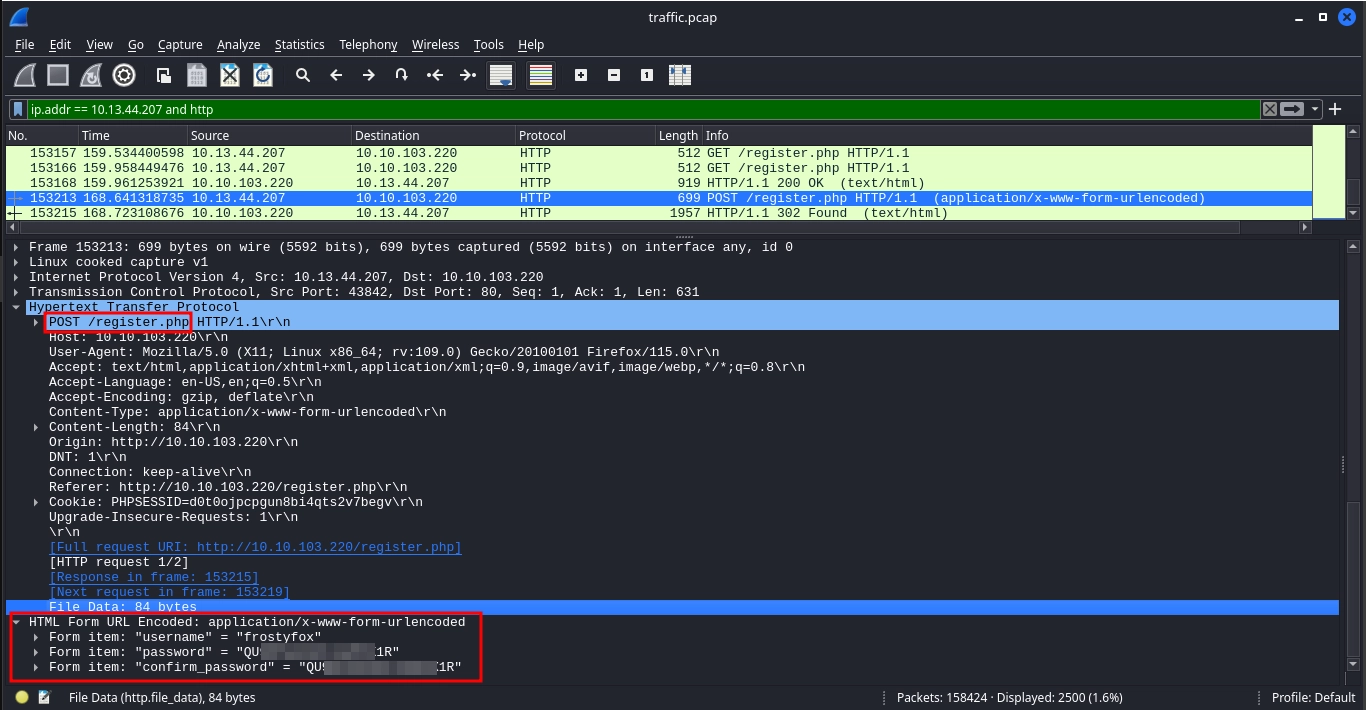 traffic.pcap
File Edit View Go Capture Analyze Statistics Telephony Wireless Tools Help
ip.addr == 10.13.44.207 and http
No. Time Source Destination Protocol Length Info
153157 159.534400598 10.13.44.207 10.10.103.220 HTTP 512 GET /register.php HTTP/1.1
153166 159.958449476 10.13.44.207 10.10.103.220 HTTP 512 GET /register.php HTTP/1.1
153168 159.961253921 10.10.103.220 10.13.44.207 HTTP 919 HTTP/1.1 200 OK (text/html)
153213 168.641318735 10.13.44.207 10.10.103.220 HTTP 699 POST /register.php HTTP/1.1 (application/x-www-form-urlencoded)
153215 168.723108676 10.10.103.220 10.13.44.207 HTTP 1957 HTTP/1.1 302 Found (text/html)
Frame 153213: 699 bytes on wire (5592 bits), 699 bytes captured (5592 bits) on interface any, id 0
Linux cooked capture v1
Internet Protocol Version 4, Src: 10.13.44.207, Dst: 10.10.103.220
Transmission Control Protocol, Src Port: 43842, Dst Port: 80, Seq: 1, Ack: 1, Len: 631
Hypertext Transfer Protocol
POST /register.php HTTP/1.1\r\n
Host: 10.10.103.220\r\n
User-Agent: Mozilla/5.0 (X11; Linux x86_64; rv:109.0) Gecko/20100101 Firefox/115.0\r\n
Accept: text/html,application/xhtml+xml,application/xml;q=0.9,image/avif,image/webp,*/*;q=0.8\r\n
Accept-Language: en-US,en;q=0.5\r\n
Accept-Encoding: gzip, deflate\r\n
Content-Type: application/x-www-form-urlencoded\r\n
Content-Length: 84\r\n
Origin: http://10.10.103.220\r\n
DNT: 1\r\n
Connection: keep-alive\r\n
Referer: http://10.10.103.220/register.php\r\n
Cookie: PHPSESSID=d0t0ojpcpgun8bi4qts2v7begv\r\n
Upgrade-Insecure-Requests: 1\r\n
\r\n
[Full request URI: http://10.10.103.220/register.php]
[HTTP request 1/2]
[Response in frame: 153215]
[Next request in frame: 153219]
File Data: 84 bytes
HTML Form URL Encoded: application/x-www-form-urlencoded
Form item: "username" = "frostyfox"
Form item: "password" =
Form item: "confirm_password" =
File Data (http.file_data), 84 bytes
Packets: 158424 · Displayed: 2500 (1.6%)
Profile: Default